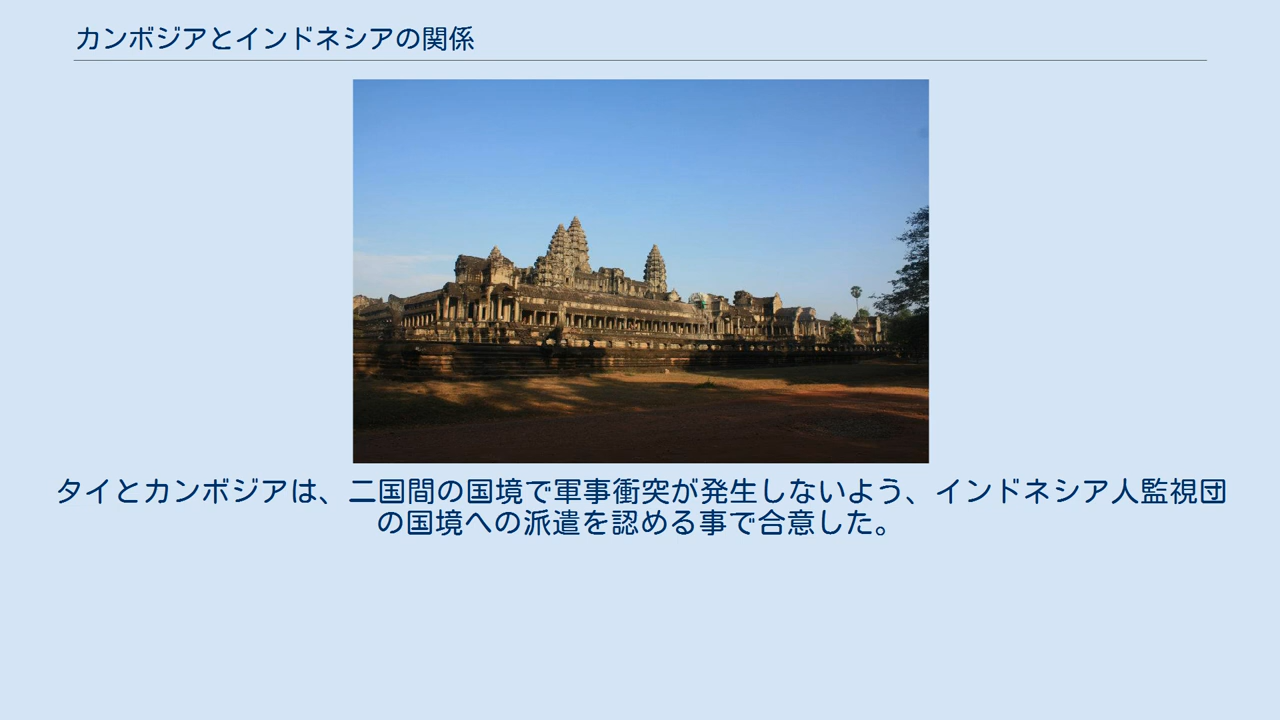 カンボジアとインドネシアの関係
タイとカンボジアは、二国間の国境で軍事衝突が発生しないよう、インドネシア人監視団
の国境への派遣を認める事で合意した。